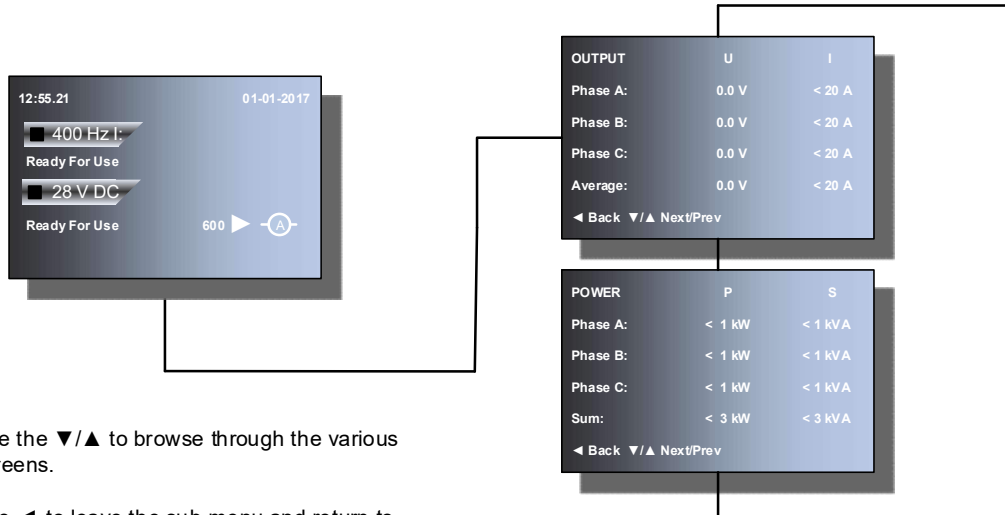 12:55.21 01-01-2017
400 Hz I:
Ready For Use
28 V DC
Ready For Use 600 ▶ A
OUTPUT U I
Phase A: 0.0 V < 20 A
Phase B: 0.0 V < 20 A
Phase C: 0.0 V < 20 A
Average: 0.0 V < 20 A
◄ Back ▼/▲ Next/Prev
POWER P S
Phase A: < 1 kW < 1 kVA
Phase B: < 1 kW < 1 kVA
Phase C: < 1 kW < 1 kVA
Sum: < 3 kW < 3 kVA
◄ Back ▼/▲ Next/Prev
the ▼/▲ to browse through the various
◄ to leave the sub menu and return to